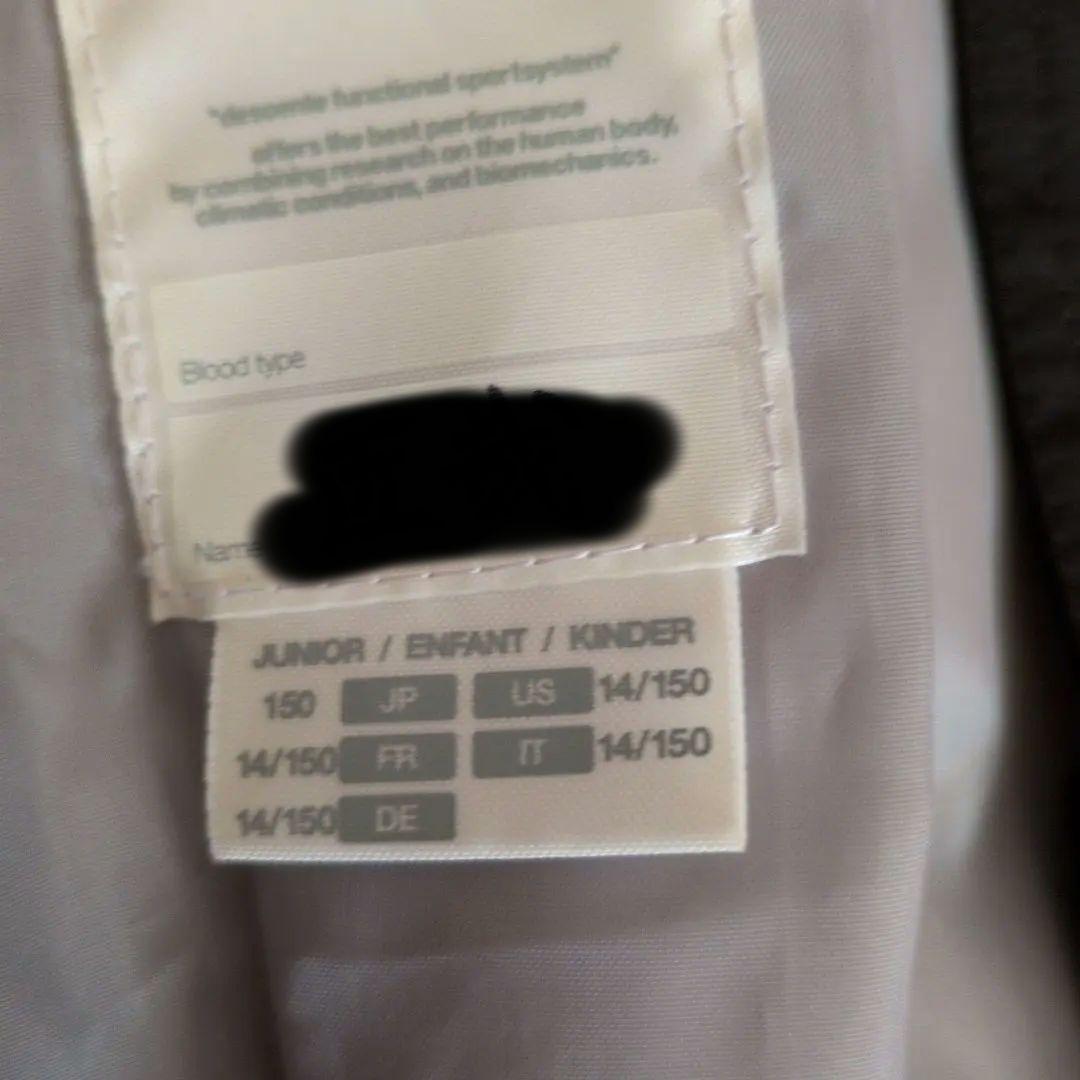 "descente functional sportsystem"
offers the best performance
by combining research on the human body,
climatic conditions, and biomechanics.
Blood type
Name
JUNIOR / ENFANT / KINDER
150 JP US 14/150
14/150 FR IT 14/150
14/150 DE